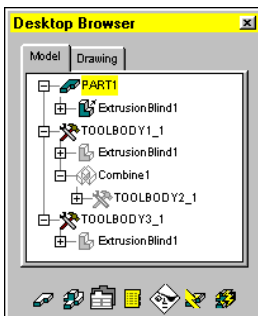 Desktop Browser
Model Drawing
PART1
ExtrusionBlind1
TOOLBODY1_1
ExtrusionBlind1
Combine1
TOOLBODY2_1
TOOLBODY3_1
ExtrusionBlind1